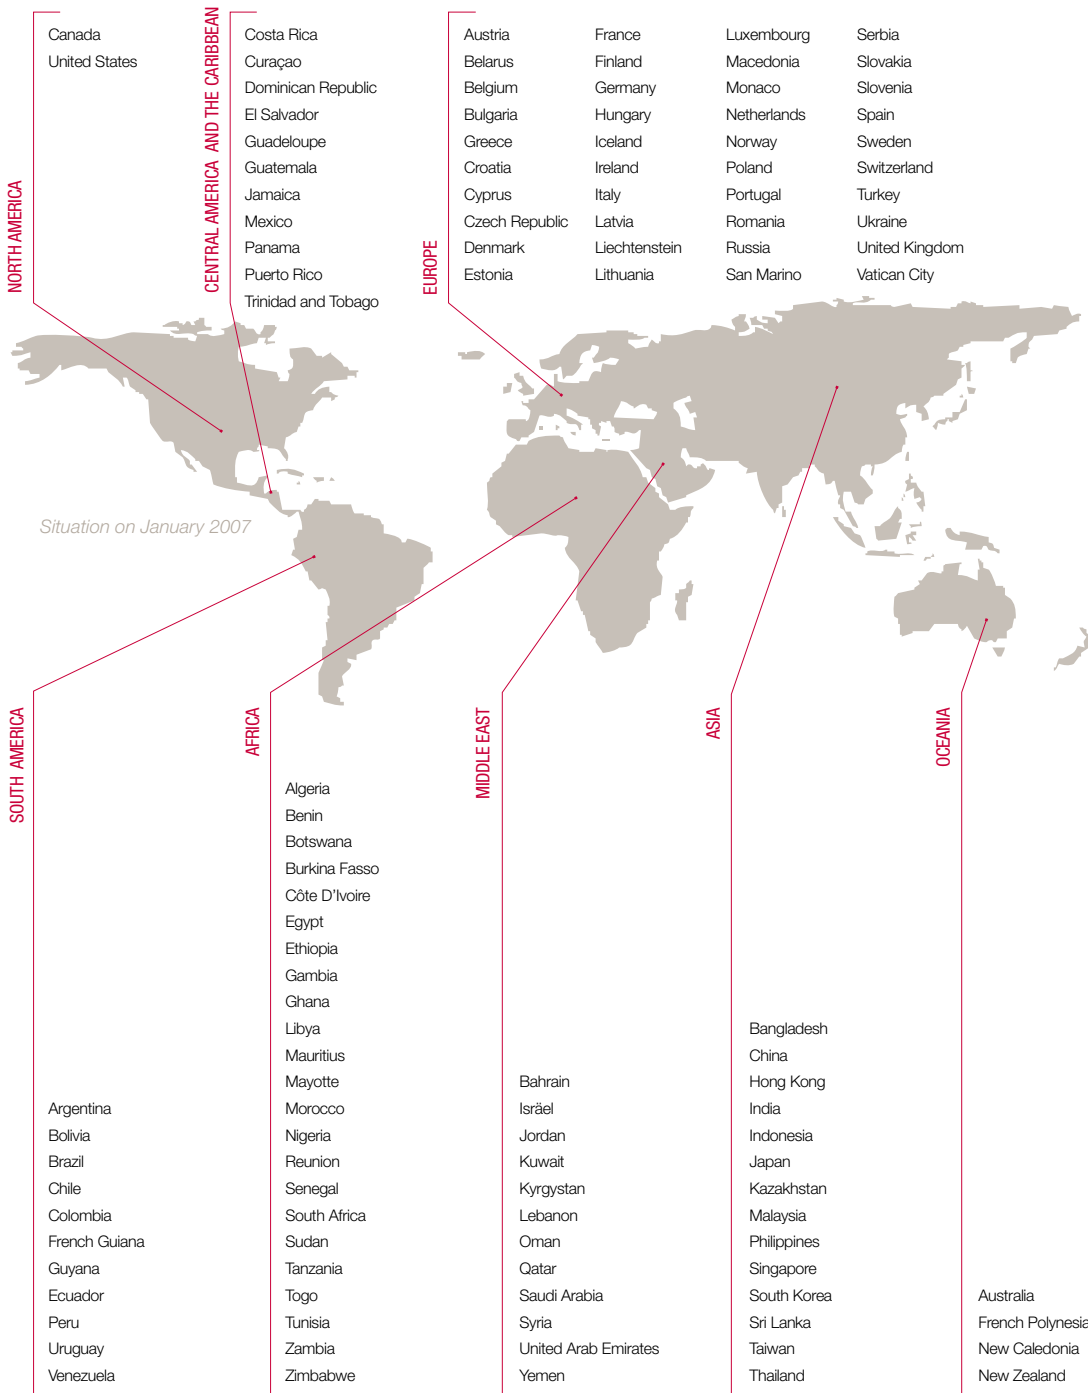 NORTH AMERICA
Canada
United States
CENTRAL AMERICA AND THE CARIBBEAN
Costa Rica
Curaçao
Dominican Republic
El Salvador
Guadeloupe
Guatemala
Jamaica
Mexico
Panama
Puerto Rico
Trinidad and Tobago
EUROPE
Austria
Belarus
Belgium
Bulgaria
Greece
Croatia
Cyprus
Czech Republic
Denmark
Estonia
France
Finland
Germany
Hungary
Iceland
Ireland
Italy
Latvia
Liechtenstein
Lithuania
Luxembourg
Macedonia
Monaco
Netherlands
Norway
Poland
Portugal
Romania
Russia
San Marino
Serbia
Slovakia
Slovenia
Spain
Sweden
Switzerland
Turkey
Ukraine
United Kingdom
Vatican City
Situation on January 2007
SOUTH AMERICA
Argentina
Bolivia
Brazil
Chile
Colombia
French Guiana
Guyana
Ecuador
Peru
Uruguay
Venezuela
AFRICA
Algeria
Benin
Botswana
Burkina Fasso
Côte D'Ivoire
Egypt
Ethiopia
Gambia
Ghana
Libya
Mauritius
Mayotte
Morocco
Nigeria
Reunion
Senegal
South Africa
Sudan
Tanzania
Togo
Tunisia
Zambia
Zimbabwe
MIDDLE EAST
Bahrain
Isräel
Jordan
Kuwait
Kyrgystan
Lebanon
Oman
Qatar
Saudi Arabia
Syria
United Arab Emirates
Yemen
ASIA
Bangladesh
China
Hong Kong
India
Indonesia
Japan
Kazakhstan
Malaysia
Philippines
Singapore
South Korea
Sri Lanka
Taiwan
Thailand
OCEANIA
Australia
French Polynesia
New Caledonia
New Zealand